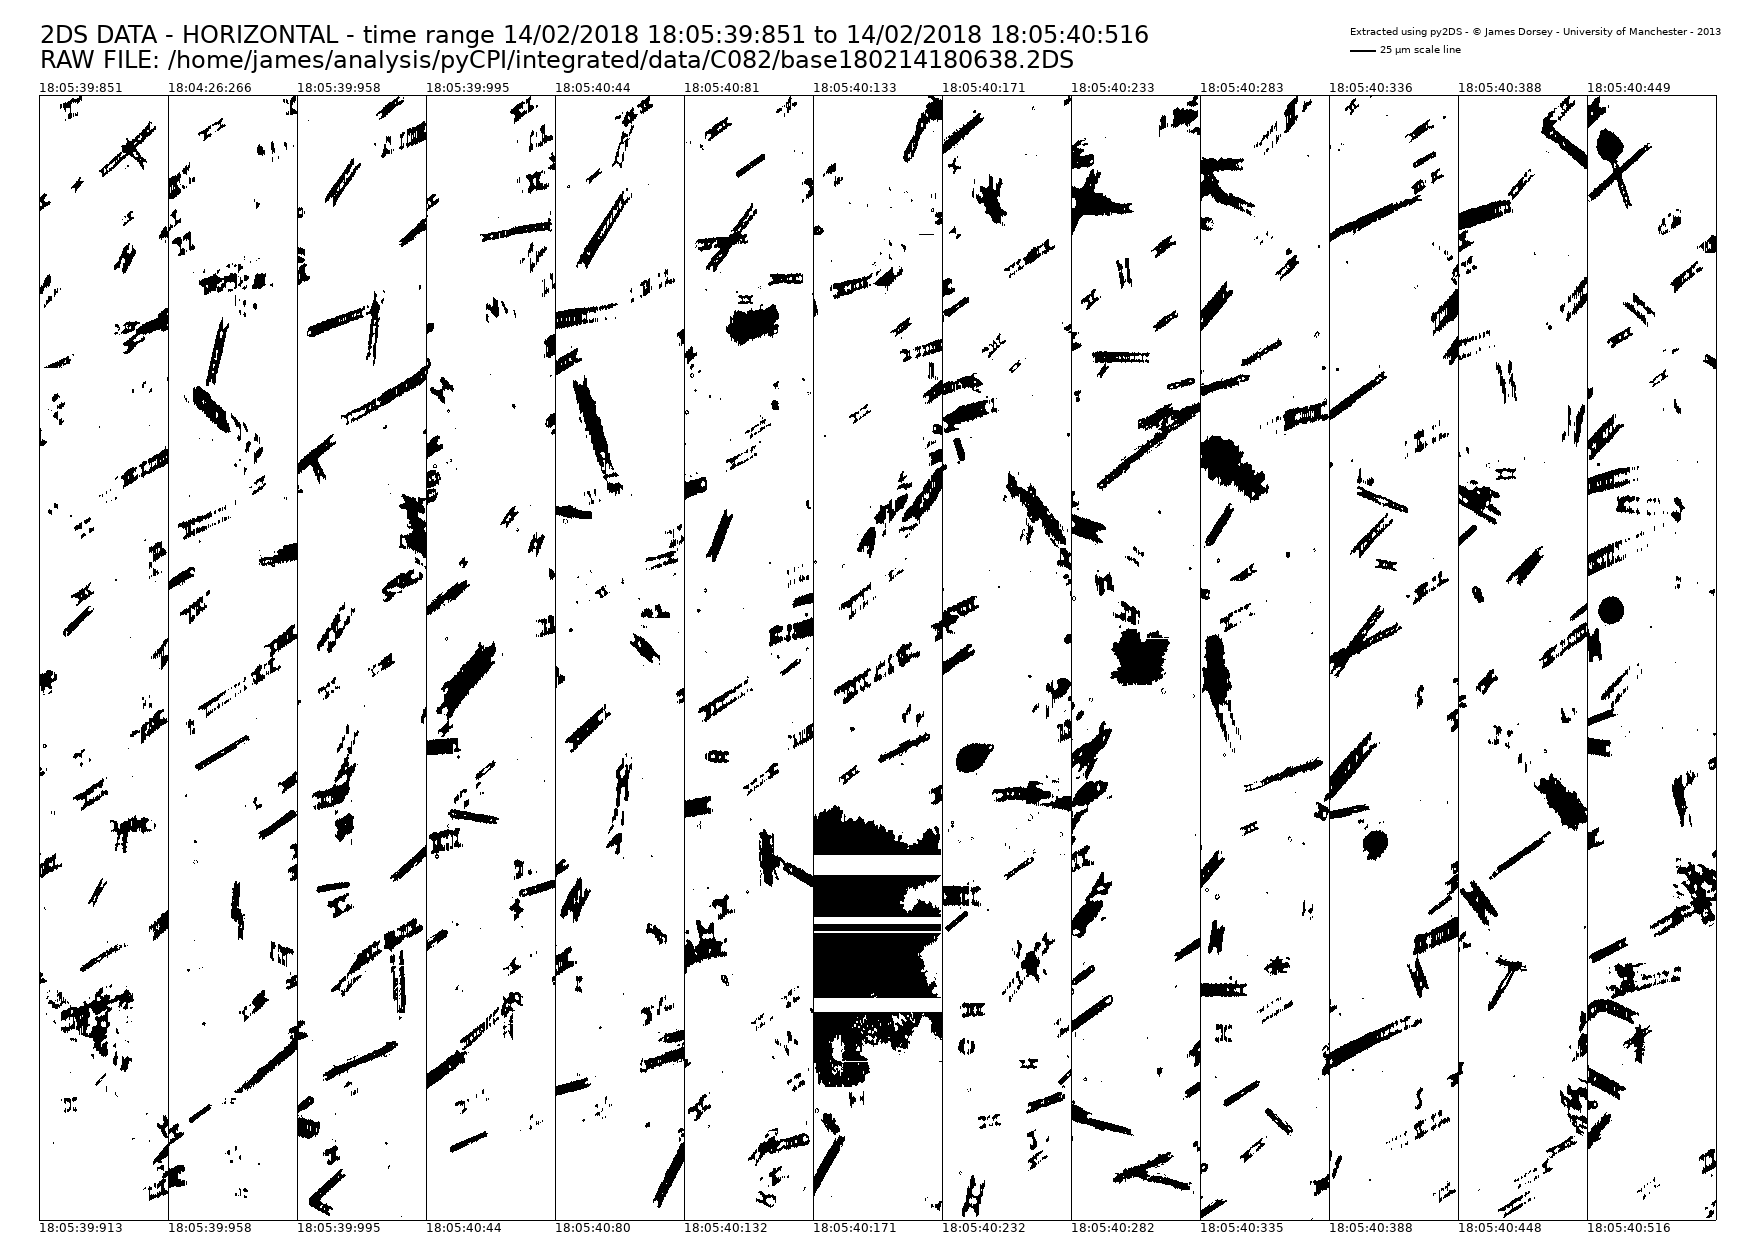 2DS DATA - HORIZONTAL - time range 14/02/2018 18:05:39:851 to 14/02/2018 18:05:40:516
RAW FILE: /home/james/analysis/pyCPI/integrated/data/C082/base180214180638.2DS
Extracted using py2DS - © James Dorsey - University of Manchester - 2013
25 µm scale line
18:05:39:851 18:04:26:266 18:05:39:958 18:05:39:995 18:05:40:44 18:05:40:81 18:05:40:133 18:05:40:171 18:05:40:233 18:05:40:283 18:05:40:336 18:05:40:388 18:05:40:449
18:05:39:913 18:05:39:958 18:05:39:995 18:05:40:44 18:05:40:80 18:05:40:132 18:05:40:171 18:05:40:232 18:05:40:282 18:05:40:335 18:05:40:388 18:05:40:448 18:05:40:516